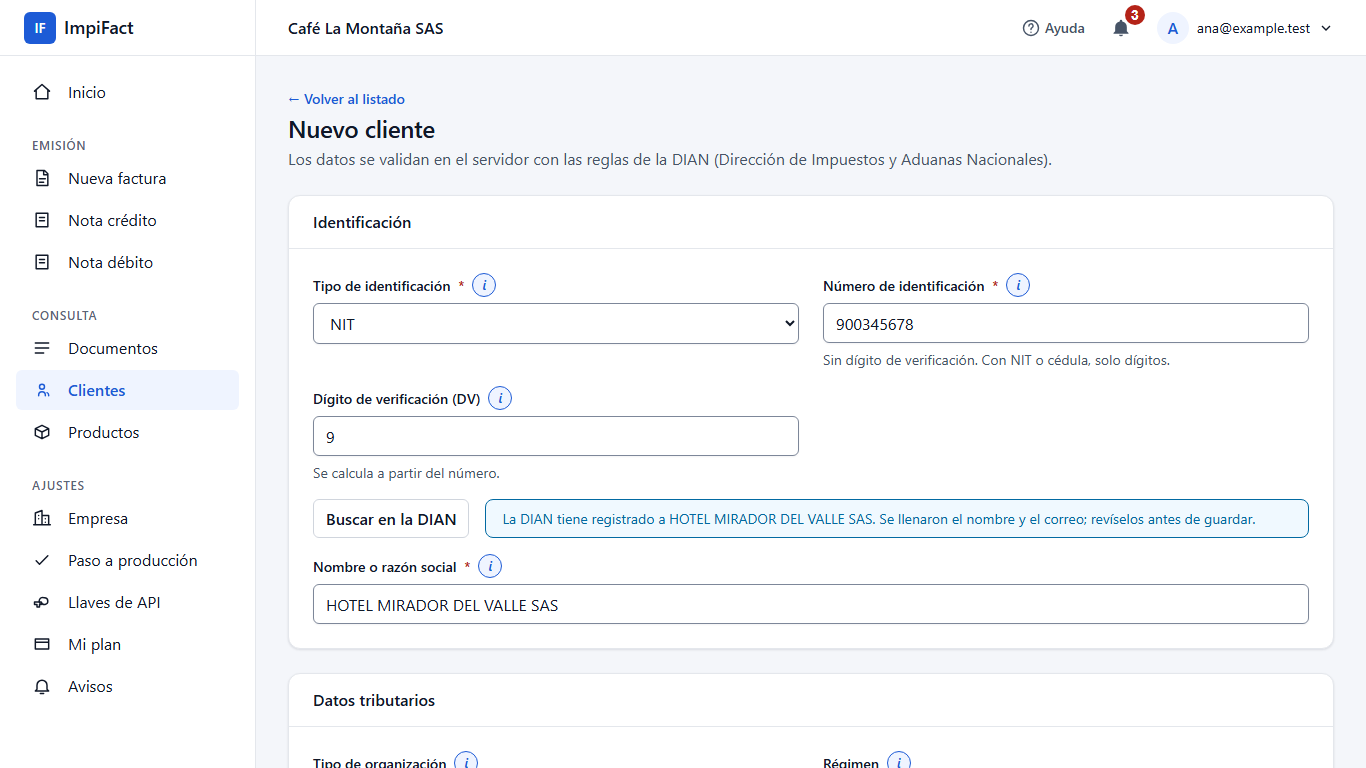 IF ImpiFact
Café La Montaña SAS
Ayuda
3
A
ana@example.test
Inicio
EMISIÓN
Nueva factura
Nota crédito
Nota débito
CONSULTA
Documentos
Clientes
Productos
AJUSTES
Empresa
Paso a producción
Llaves de API
Mi plan
Avisos
← Volver al listado
Nuevo cliente
Los datos se validan en el servidor con las reglas de la DIAN (Dirección de Impuestos y Aduanas Nacionales).
Identificación
Tipo de identificación * i
NIT
Número de identificación * i
900345678
Sin dígito de verificación. Con NIT o cédula, solo dígitos.
Dígito de verificación (DV) i
9
Se calcula a partir del número.
Buscar en la DIAN
La DIAN tiene registrado a HOTEL MIRADOR DEL VALLE SAS. Se llenaron el nombre y el correo; revíselos antes de guardar.
Nombre o razón social * i
HOTEL MIRADOR DEL VALLE SAS
Datos tributarios
Tipo de organización i
Régimen i